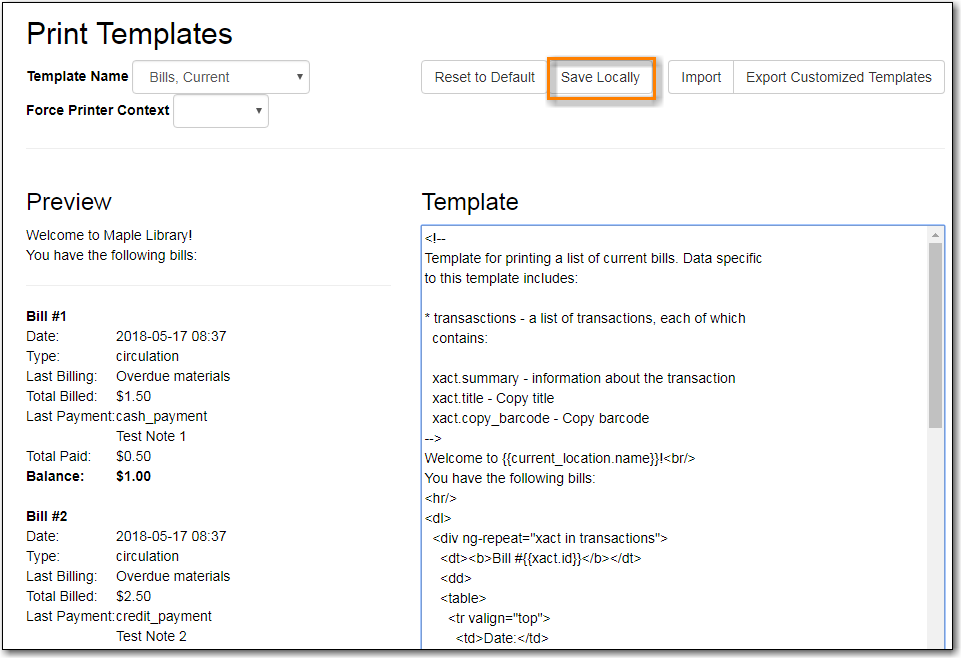 Print Templates
Template Name Bills, Current
Reset to Default Save Locally Import Export Customized Templates
Force Printer Context
Preview
Welcome to Maple Library!
You have the following bills:
Bill #1
Date: 2018-05-17 08:37
Type: circulation
Last Billing: Overdue materials
Total Billed: $1.50
Last Payment: cash_payment
Test Note 1
Total Paid: $0.50
Balance: $1.00
Bill #2
Date: 2018-05-17 08:37
Type: circulation
Last Billing: Overdue materials
Total Billed: $2.50
Last Payment: credit_payment
Test Note 2
Template
<!--
Template for printing a list of current bills. Data specific
to this template includes:
* transasctions - a list of transactions, each of which
contains:
xact.summary - information about the transaction
xact.title - Copy title
xact.copy_barcode - Copy barcode
-->
Welcome to {{current_location.name}}!<br/>
You have the following bills:
<hr/>
<dl>
<div ng-repeat="xact in transactions">
<dt><b>Bill #{{xact.id}}</b></dt>
<dd>
<table>
<tr valign="top">
<td>Date:</td>